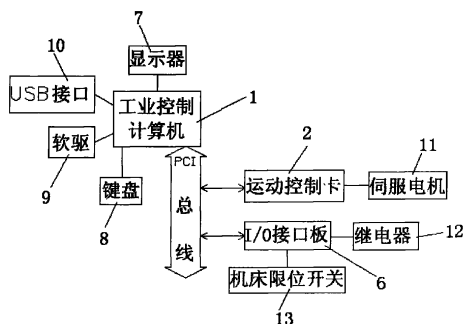 7
10
显示器
USB接口
工业控制
计算机
1
软驱
PCI
2
11
9
键盘
总
运动控制卡
伺服电机
8
线
I/O接口板
继电器
12
机床限位开关
6
13